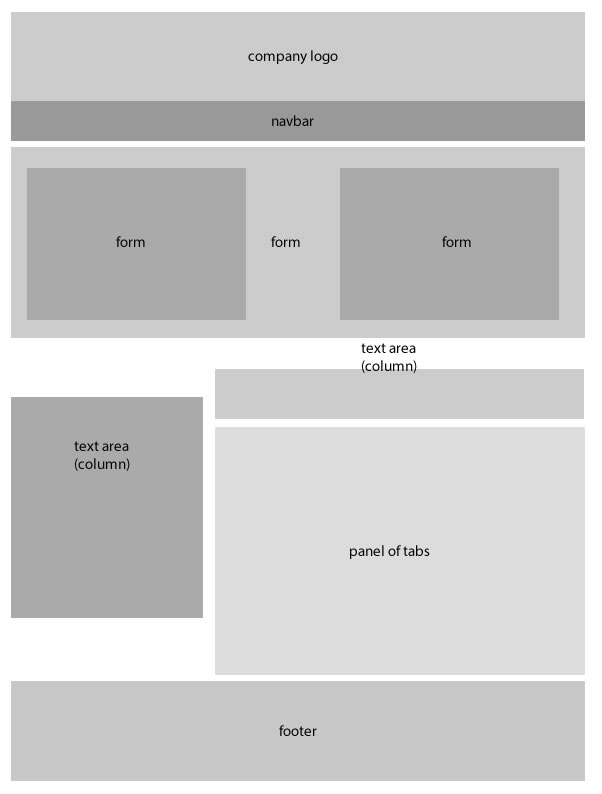 company logo
navbar
form
form
form
text area
(column)
text area
(column)
panel of tabs
footer